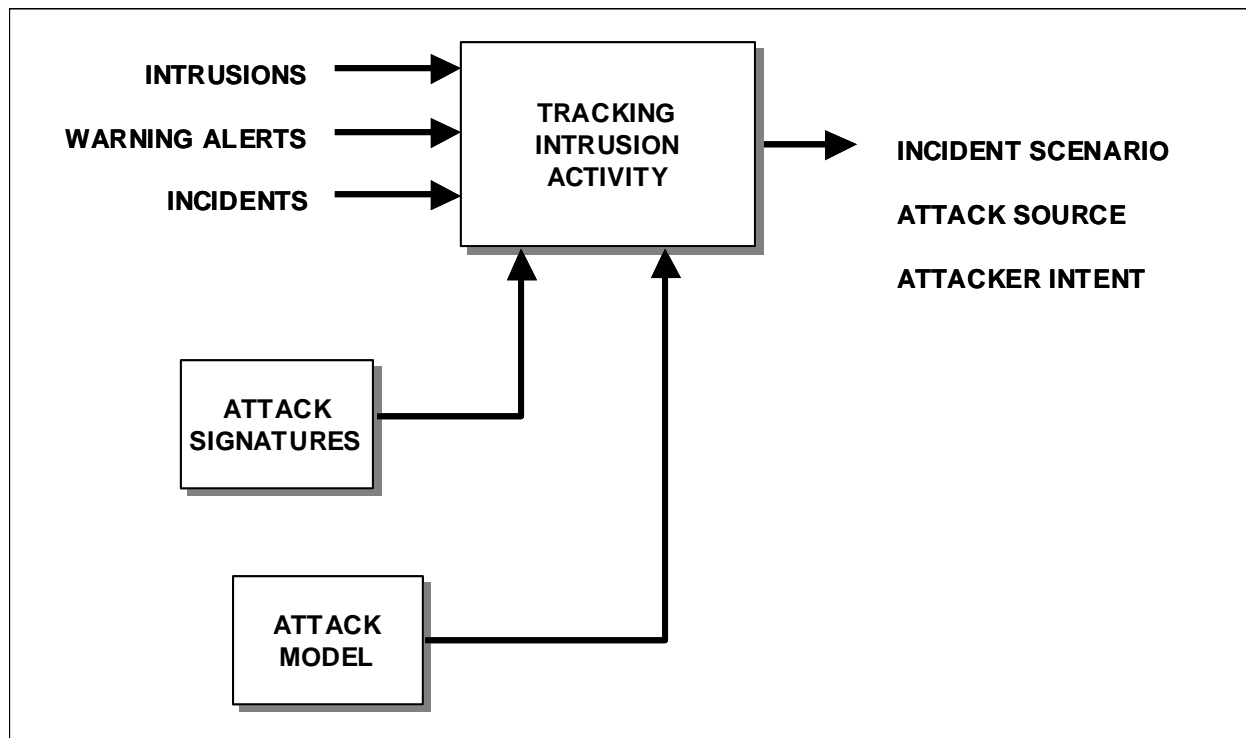 INTRUSIONS
WARNING ALERTS
INCIDENTS
TRACKING
INTRUSION
ACTIVITY
INCIDENT SCENARIO
ATTACK SOURCE
ATTACKER INTENT
ATTACK
SIGNATURES
ATTACK
MODEL